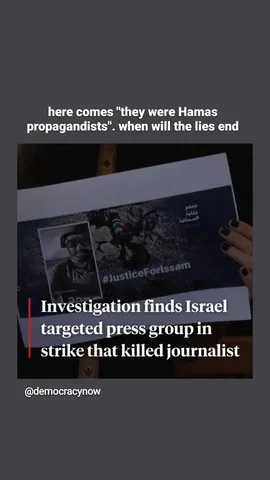 here comes "they were Hamas
propagandists". when will the lies end
#JusticeForIssam
Investigation finds Israel
targeted press group in
strike that killed journalist
@democracynow